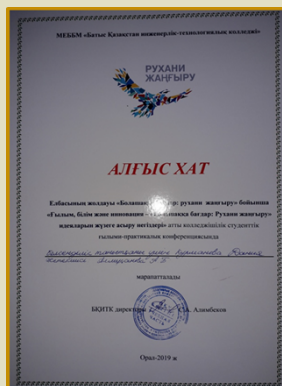 МЕББМ «Батыс Қазақстан инженерлік-технологиялық колледжі»
РУХАНИ
ЖАҢҒЫРУ
АЛҒЫС ХАТ
Елбасының жолдауы «Болашаққа бағдар: рухани жаңғыру» бойынша
«Ғылым, білім және инновация - болашаққа бағдар: Рухани жаңғыру»
идеяларын жүзеге асыру негіздері» атты колледжішілік студенттік
ғылыми-практикалық конференциясында
марапатталады
БҚИТК директоры А. Адамбеков
Орал-2019 ж